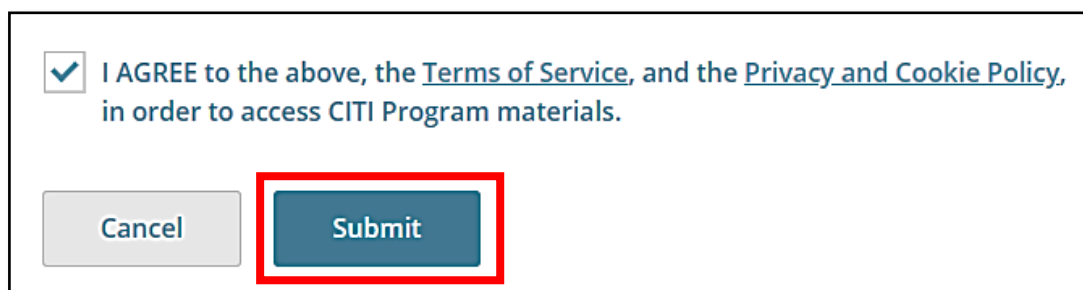 I AGREE to the above, the Terms of Service, and the Privacy and Cookie Policy,
in order to access CITI Program materials.
Cancel
Submit